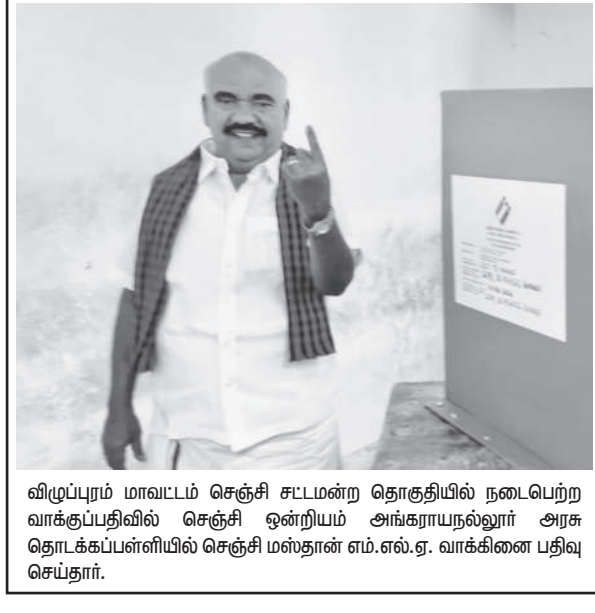 விழுப்புரம் மாவட்டம் செஞ்சி சட்டமன்ற தொகுதியில் நடைபெற்ற
வாக்குப்பதிவில் செஞ்சி ஒன்றியம் அங்கராயநல்லூர் அரசு
தொடக்கப்பள்ளியில் செஞ்சி மஸ்தான் எம்.எல்.ஏ. வாக்கினை பதிவு
செய்தார்.